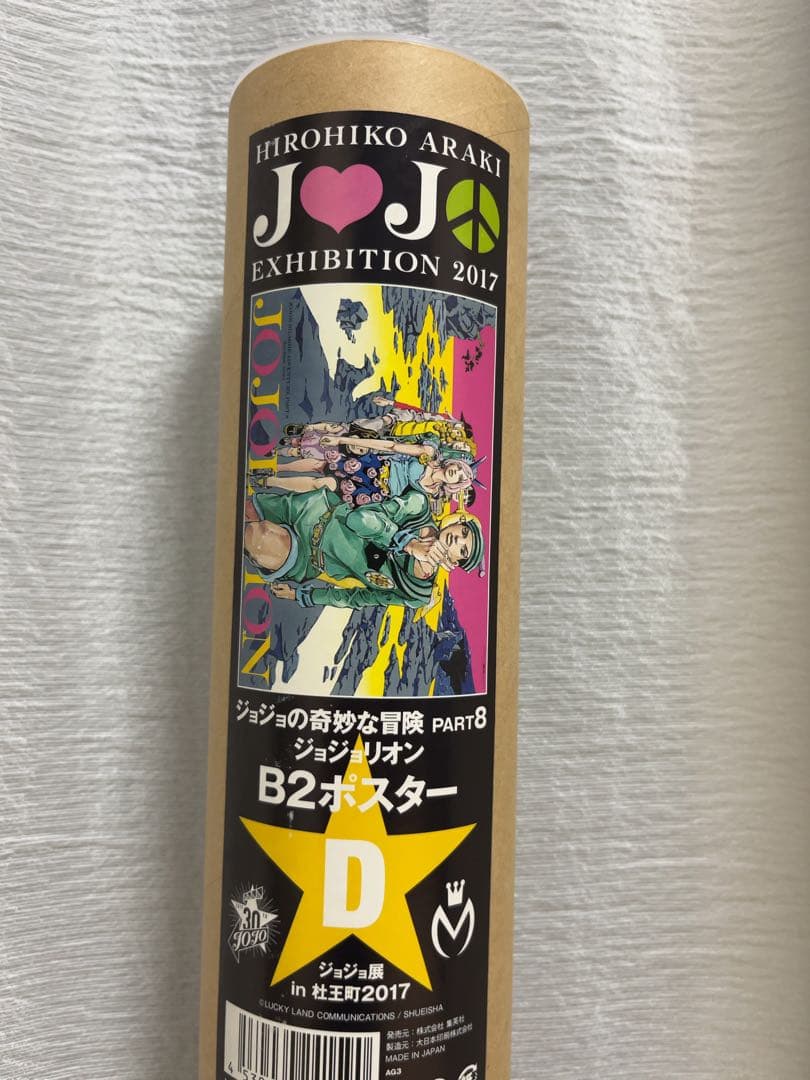 HIROHIKO ARAKI
JOJO
EXHIBITION 2017
JOJOLION
ジョジョの奇妙な冒険 PART8
ジョジョリオン
B2ポスター
D
30
JOJO
ジョジョ展
in 杜王町2017
©LUCKY LAND COMMUNICATIONS / SHUEISHA
発売元:株式会社 集英社
製造元:大日本印刷株式会社
MADE IN JAPAN
AG3